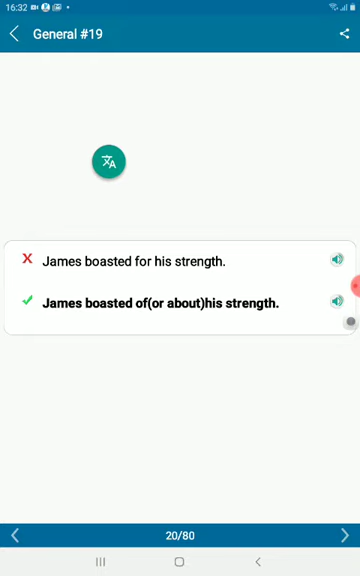 16:32
General #19
X James boasted for his strength.
✓ James boasted of(or about)his strength.
20/80